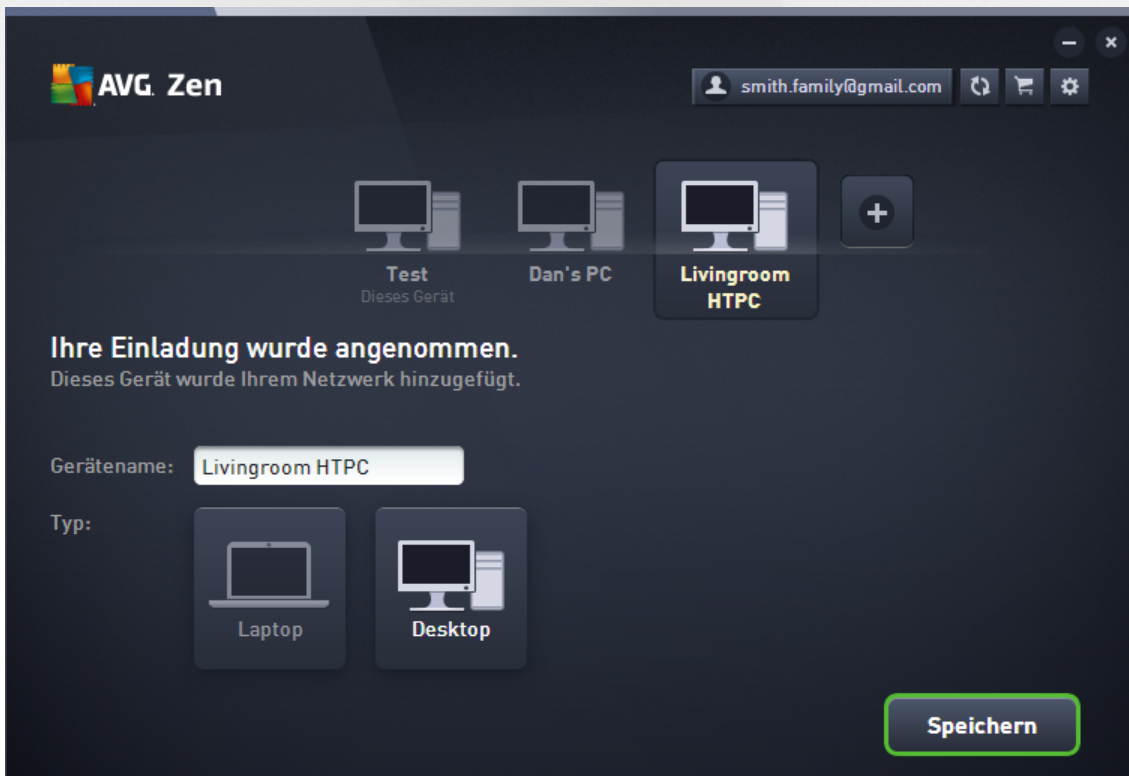 AVG. Zen
smith.family@gmail.com
Test
Dieses Gerät
Dan's PC
Livingroom
HTPC
Ihre Einladung wurde angenommen.
Dieses Gerät wurde Ihrem Netzwerk hinzugefügt.
Gerätename:
Livingroom HTPC
Typ:
Laptop
Desktop
Speichern